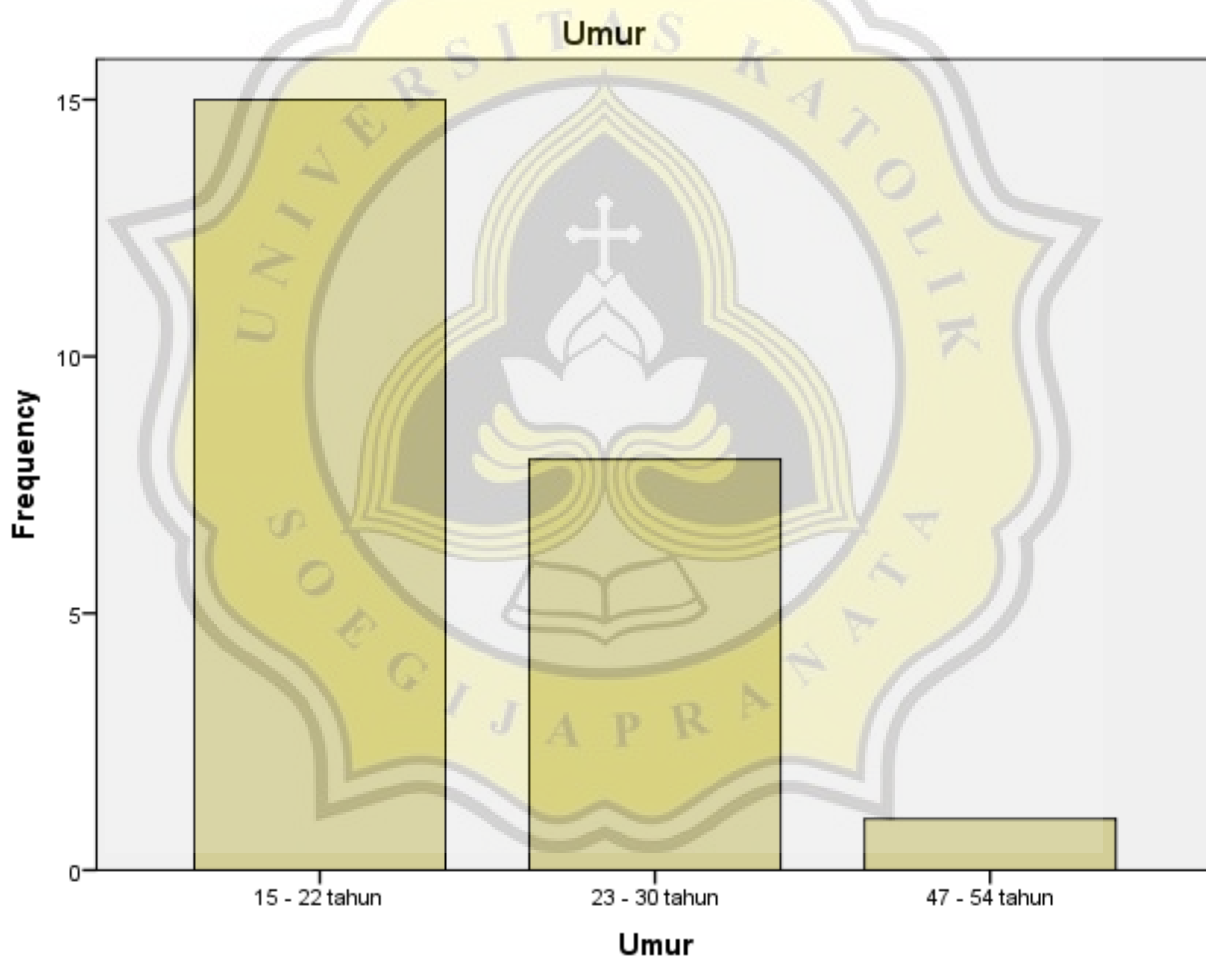 Umur
UNIVERSITAS KATOLIK
SOEGIJAPRANATA
Frequency
15
10
5
0
15 - 22 tahun
23 - 30 tahun
47 - 54 tahun
Umur